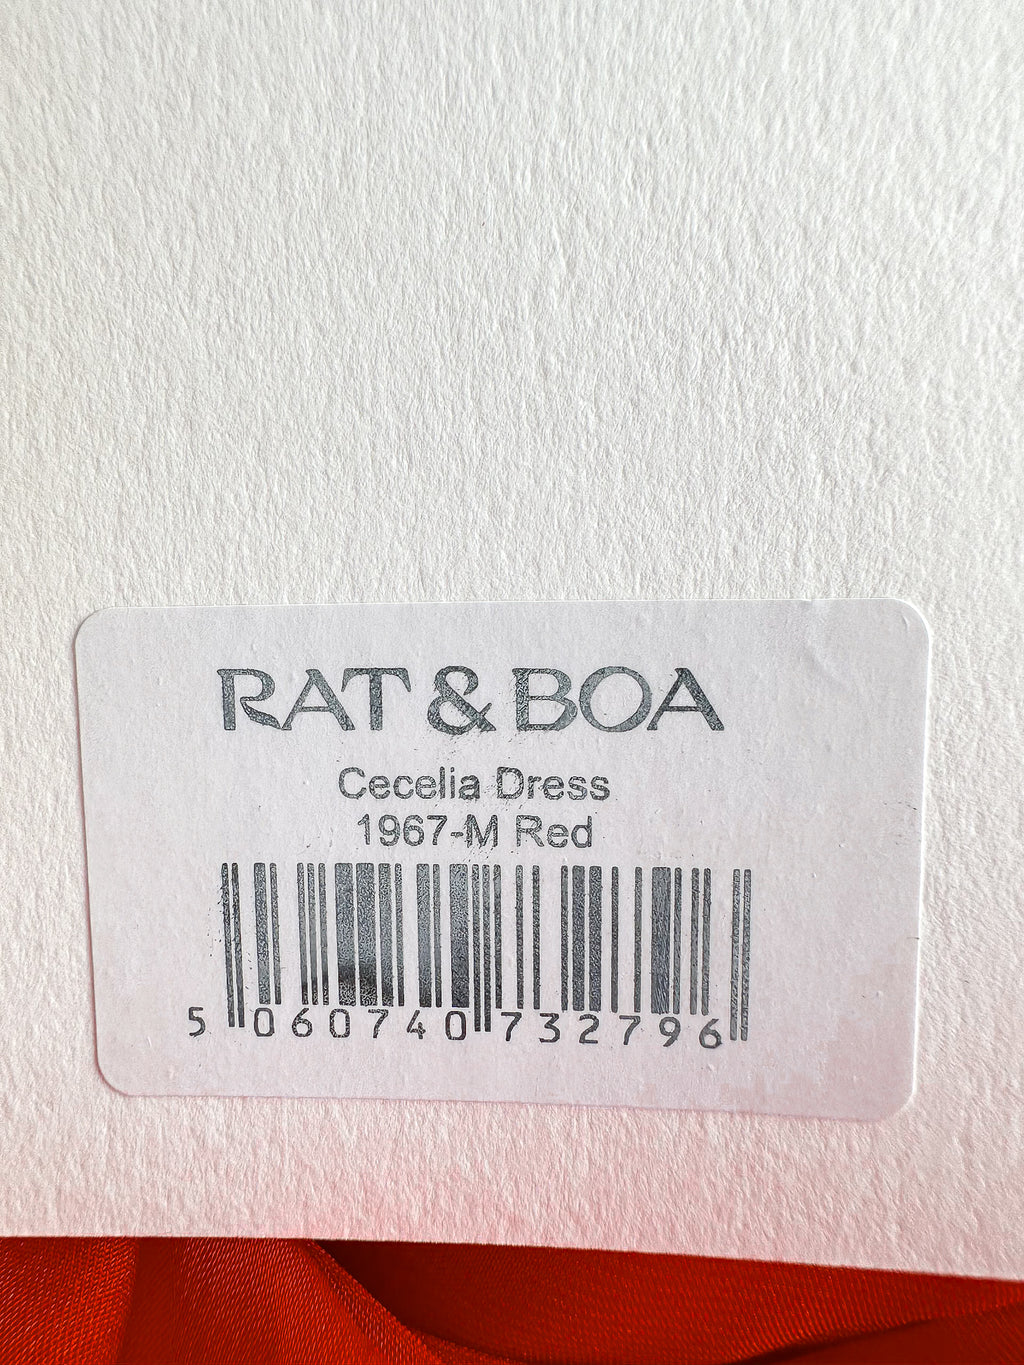 RAT & BOA
Cecelia Dress
1967-M Red
5 060740 732796